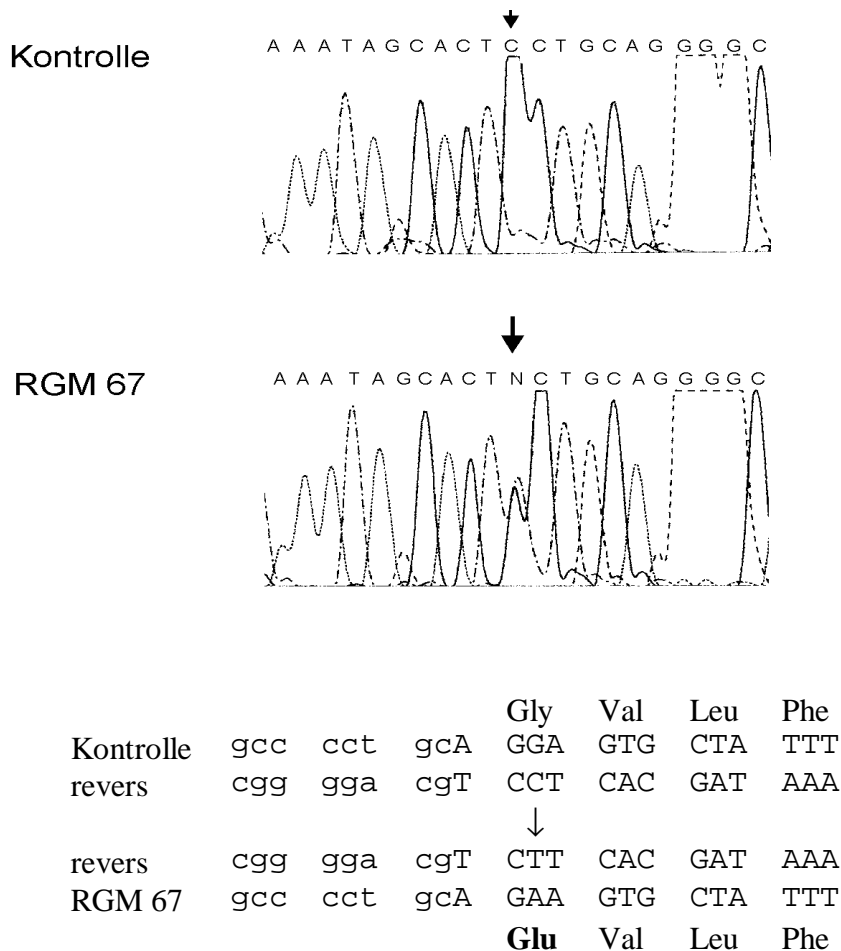 A A A T A G C A C T C C T G C A G G G G C
Kontrolle
A A A T A G C A C T N C T G C A G G G G C
RGM 67
Gly Val Leu Phe
Kontrolle gcc cct gcA GGA GTG CTA TTT
revers cgg gga cgT CCT CAC GAT AAA
↓
revers cgg gga cgT CTT CAC GAT AAA
RGM 67 gcc cct gcA GAA GTG CTA TTT
Glu Val Leu Phe